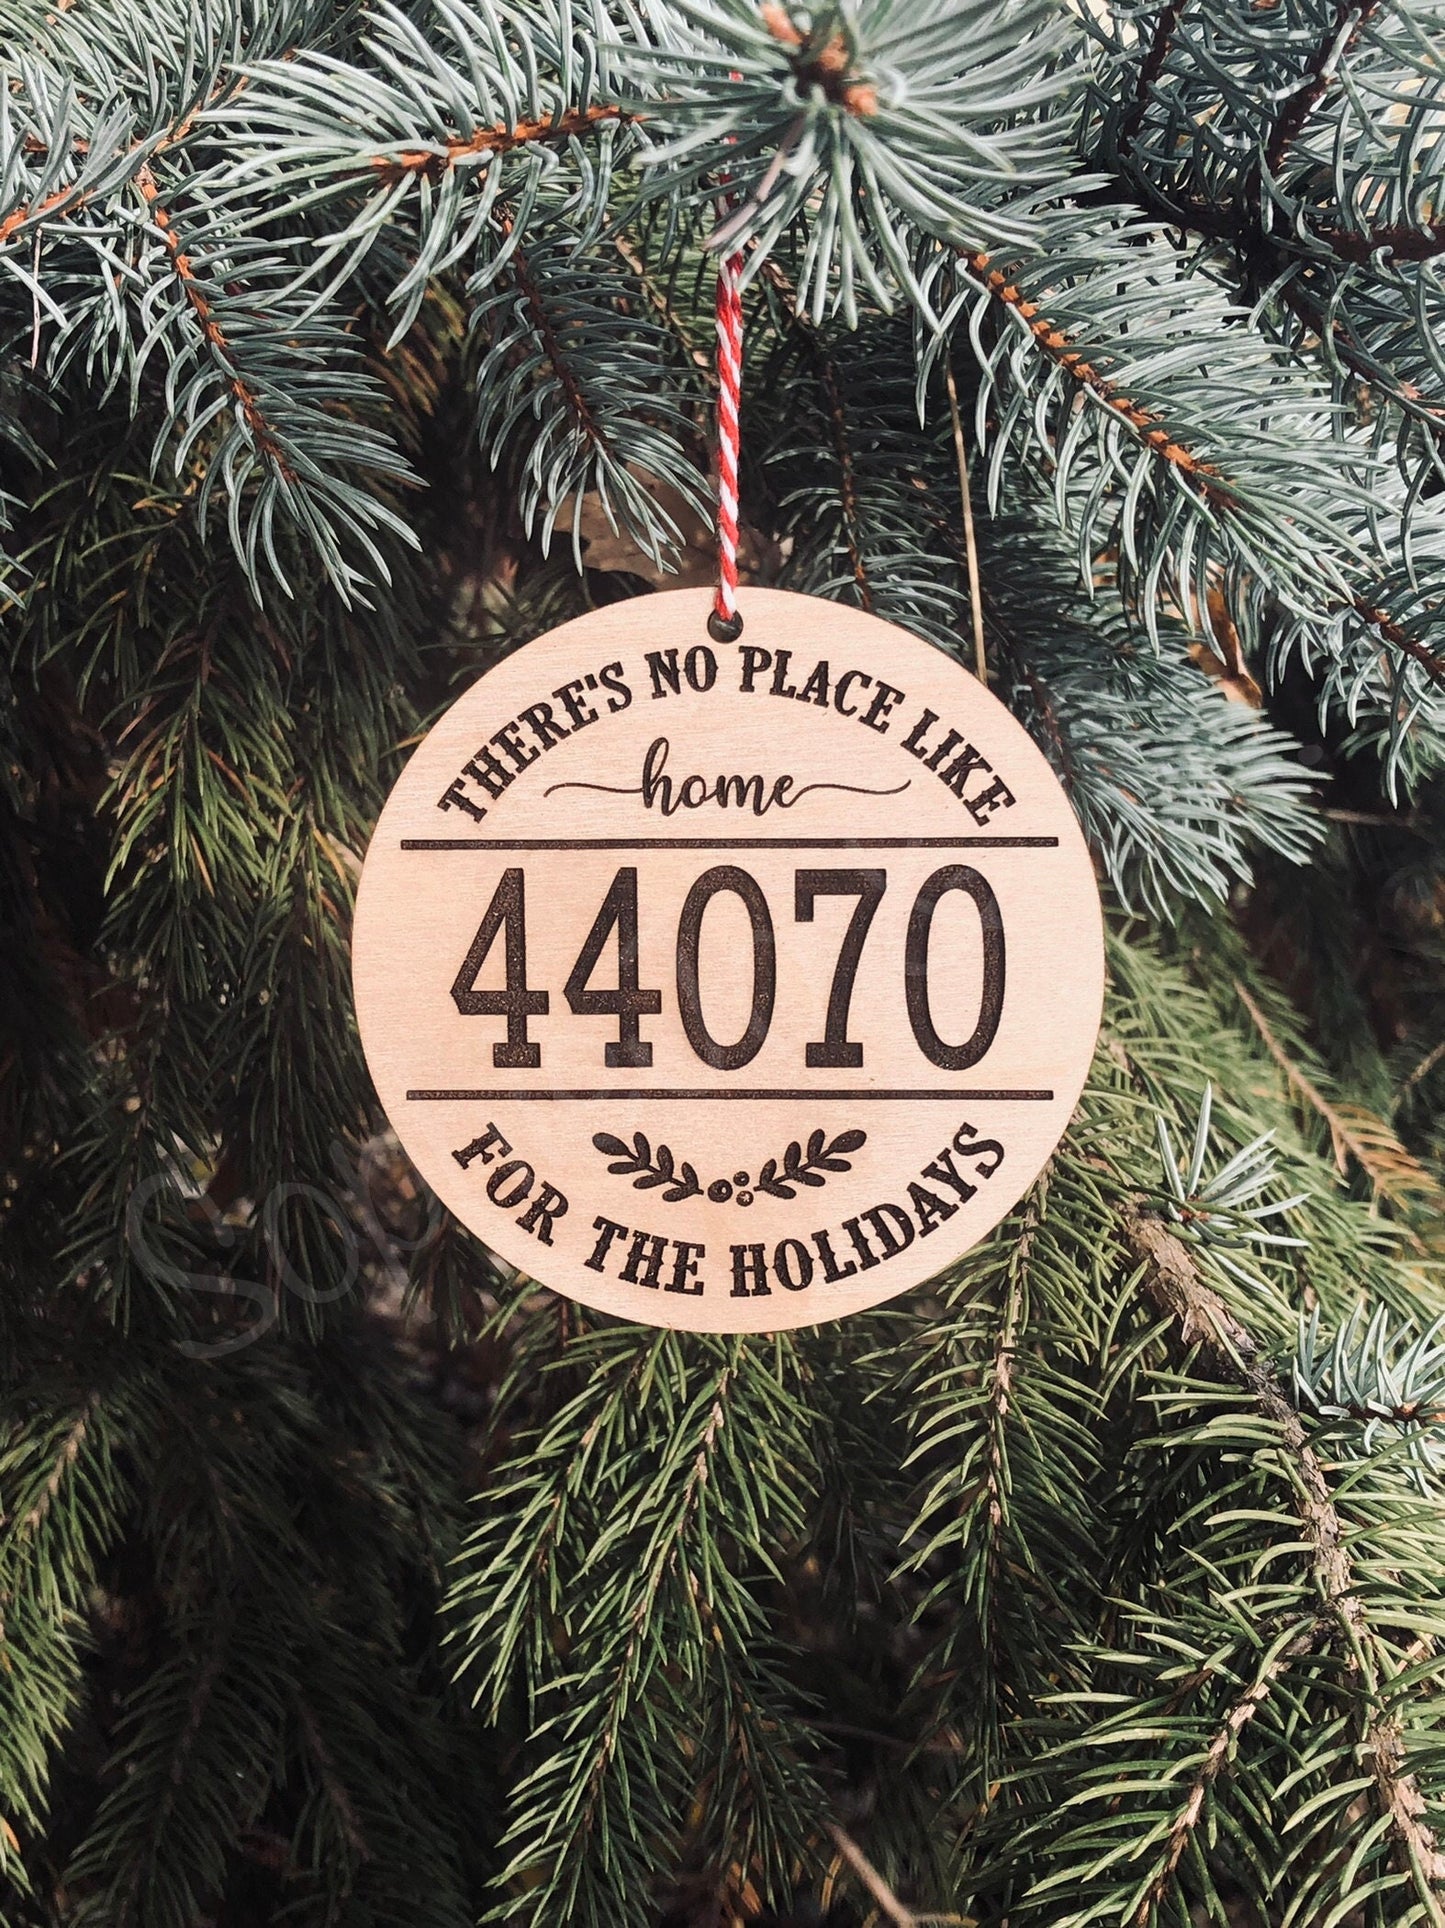 THERE'S NO PLACE LIKE
home
44070
FOR THE HOLIDAYS